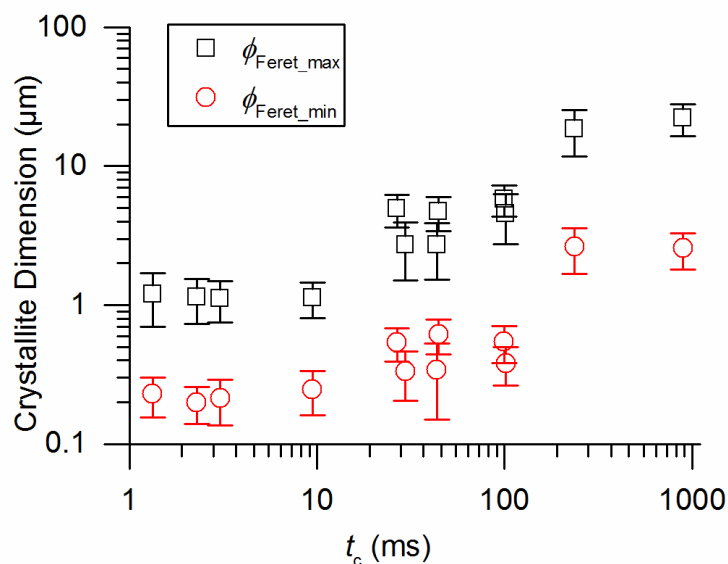 100
10
1
0.1
Crystallite Dimension (µm)
ϕFeret_max
ϕFeret_min
1 10 100 1000
tc (ms)